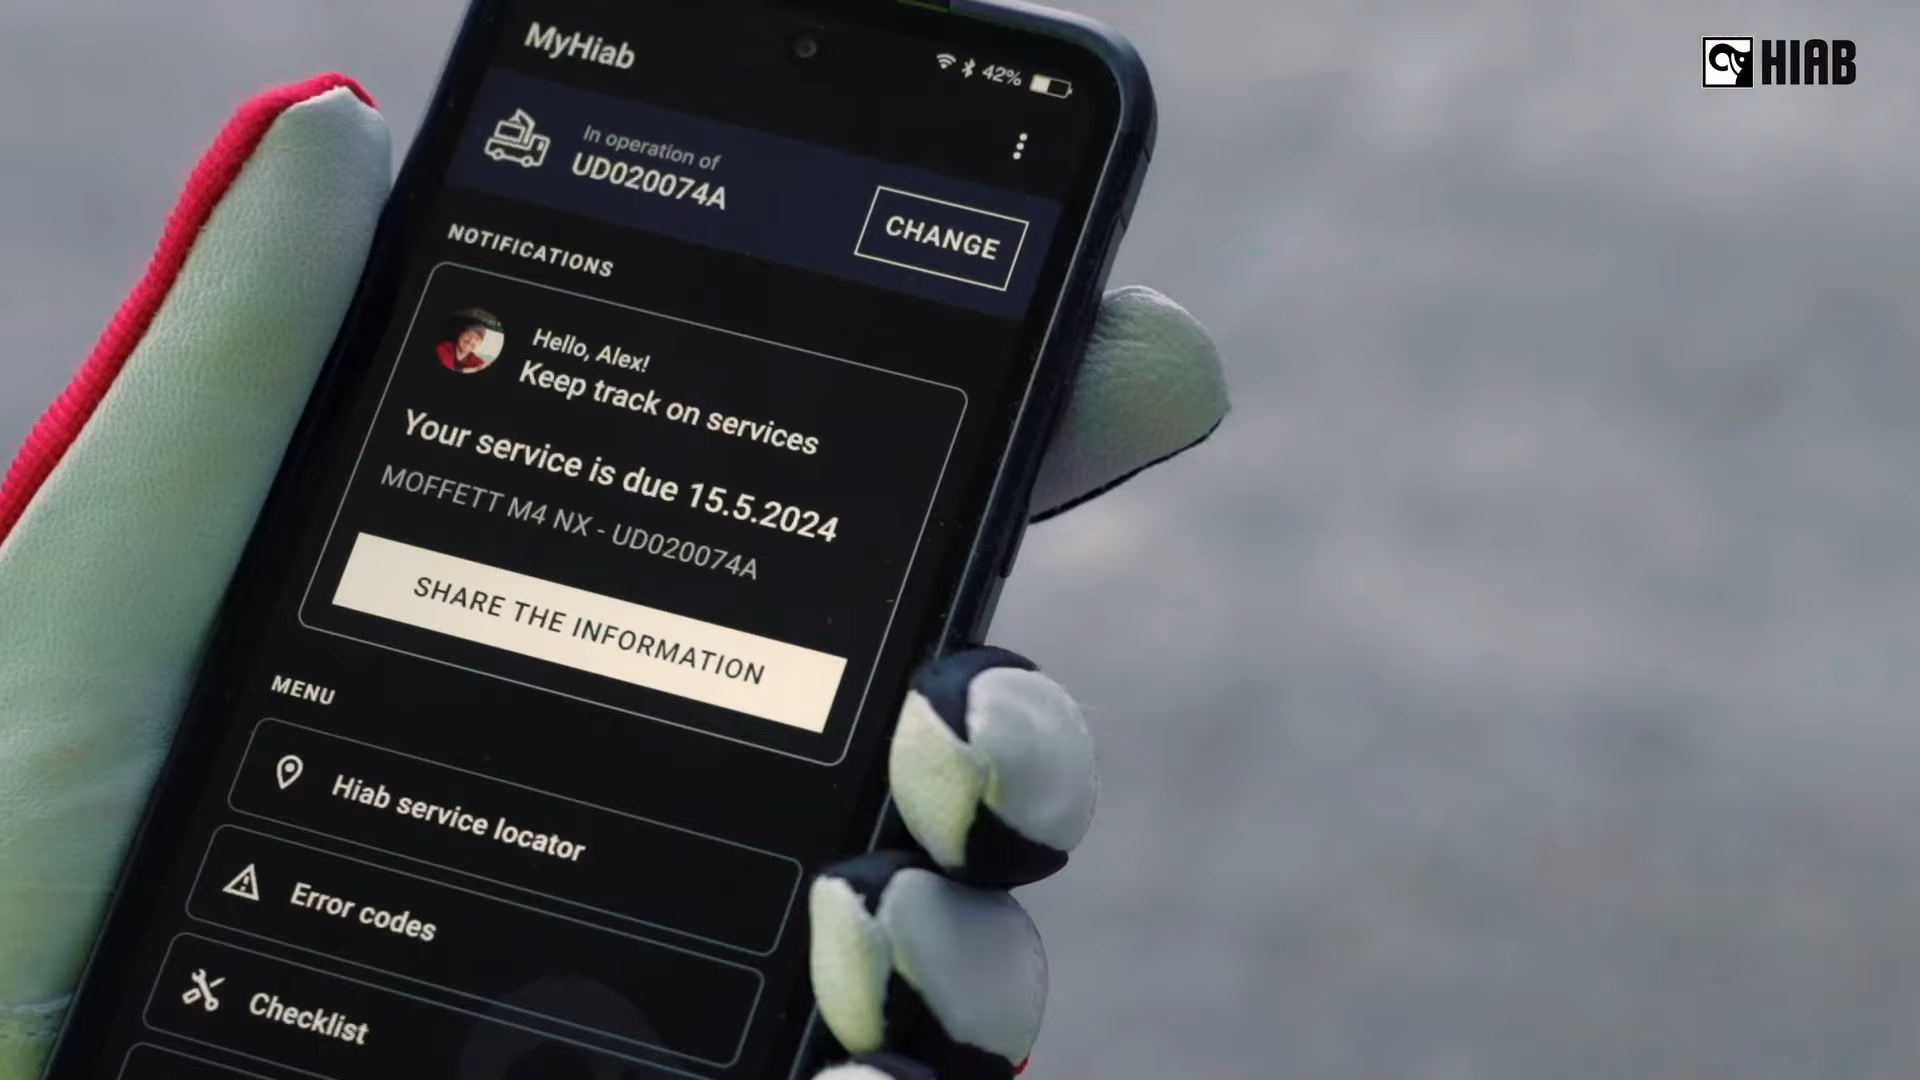 MyHiab
42%
HIAB
In operation of
UD020074A
CHANGE
NOTIFICATIONS
Hello, Alex!
Keep track on services
Your service is due 15.5.2024
MOFFETT M4 NX - UD020074A
SHARE THE INFORMATION
MENU
Hiab service locator
Error codes
Checklist